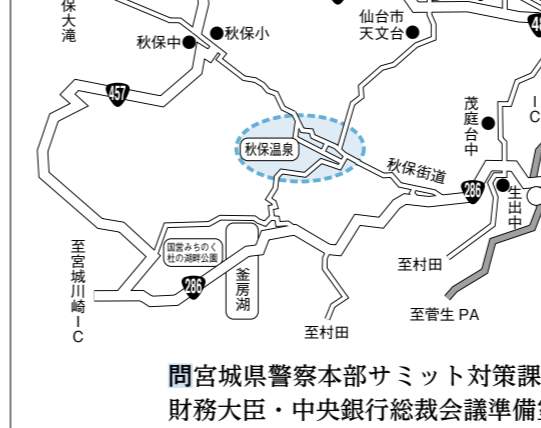 保大滝
秋保中
秋保小
仙台市
天文台
457
茂庭台中
IC
秋保温泉
秋保街道
286
生出中
国営みちのく
杜の湖畔公園
釜房湖
286
至宮城川崎IC
至村田
至村田
至菅生PA
問宮城県警察本部サミット対策課
財務大臣・中央銀行総裁会議準備